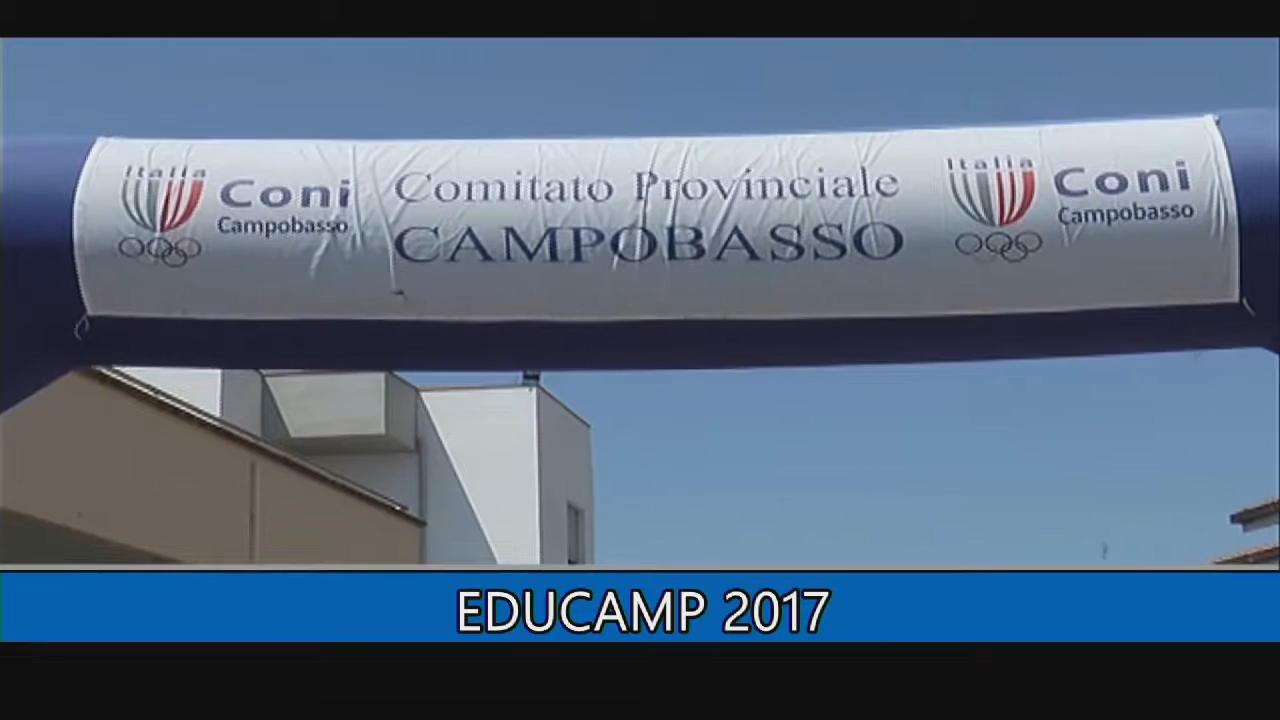 Italia
Coni
Campobasso
Comitato Provinciale
CAMPOBASSO
Italia
Coni
Campobasso
EDUCAMP 2017